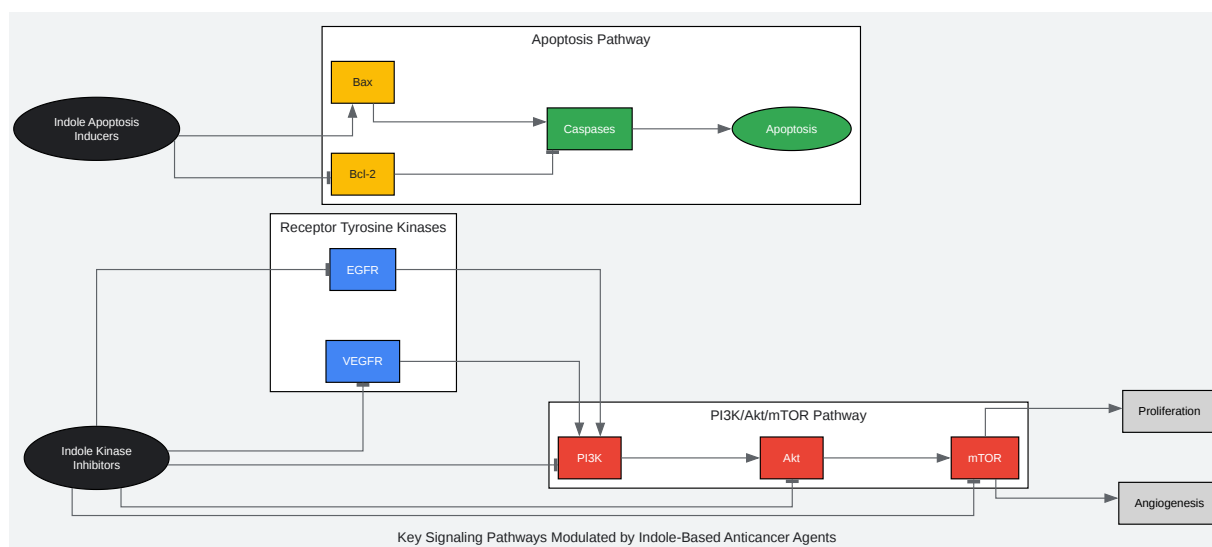 Apoptosis Pathway
Bax
Indole Apoptosis
Inducers
Caspases
Apoptosis
Bcl-2
Receptor Tyrosine Kinases
EGFR
VEGFR
PI3K/Akt/mTOR Pathway
Proliferation
Indole Kinase
Inhibitors
PI3K
Akt
mTOR
Angiogenesis
Key Signaling Pathways Modulated by Indole-Based Anticancer Agents